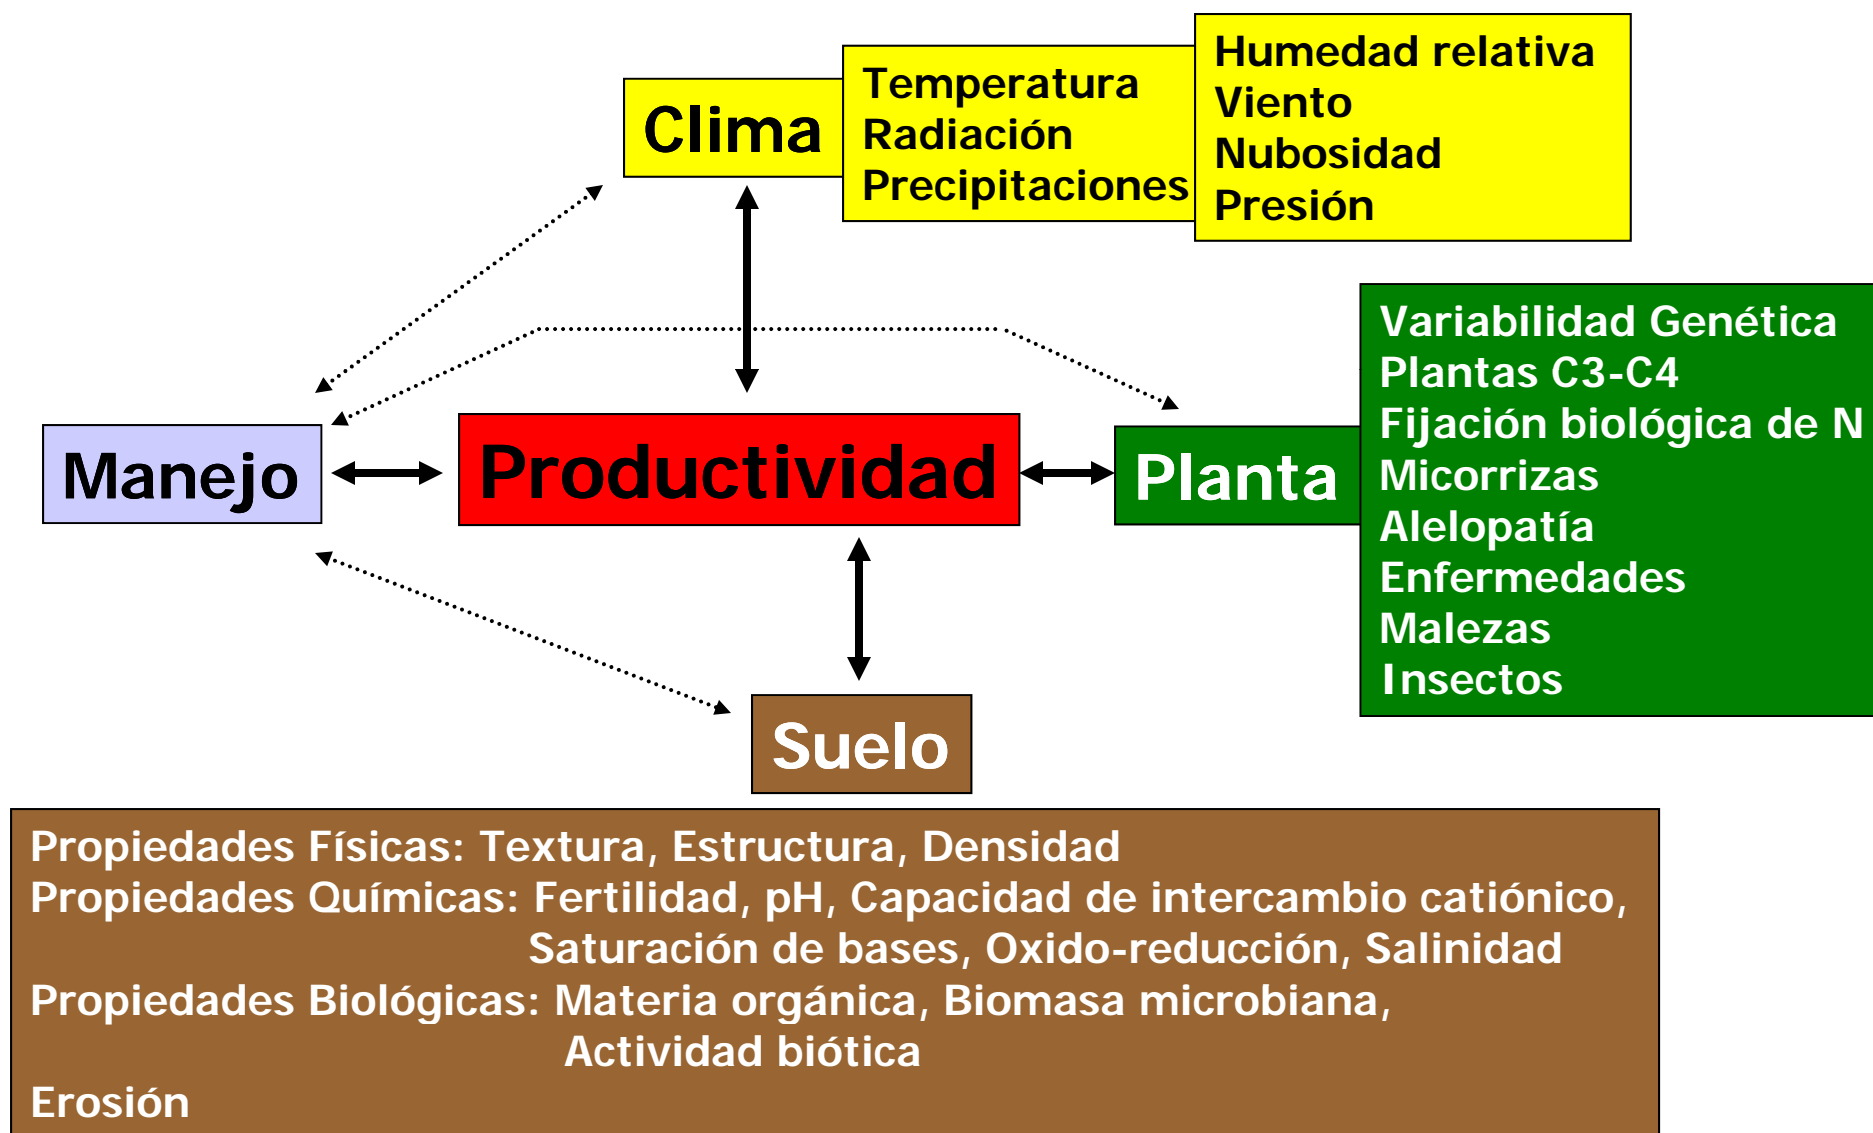 Clima
Temperatura
Radiación
Precipitaciones
Humedad relativa
Viento
Nubosidad
Presión
Manejo
Productividad
Planta
Variabilidad Genética
Plantas C3-C4
Fijación biológica de N
Micorrizas
Alelopatía
Enfermedades
Malezas
Insectos
Suelo
Propiedades Físicas: Textura, Estructura, Densidad
Propiedades Químicas: Fertilidad, pH, Capacidad de intercambio catiónico,
Saturación de bases, Oxido-reducción, Salinidad
Propiedades Biológicas: Materia orgánica, Biomasa microbiana,
Actividad biótica
Erosión